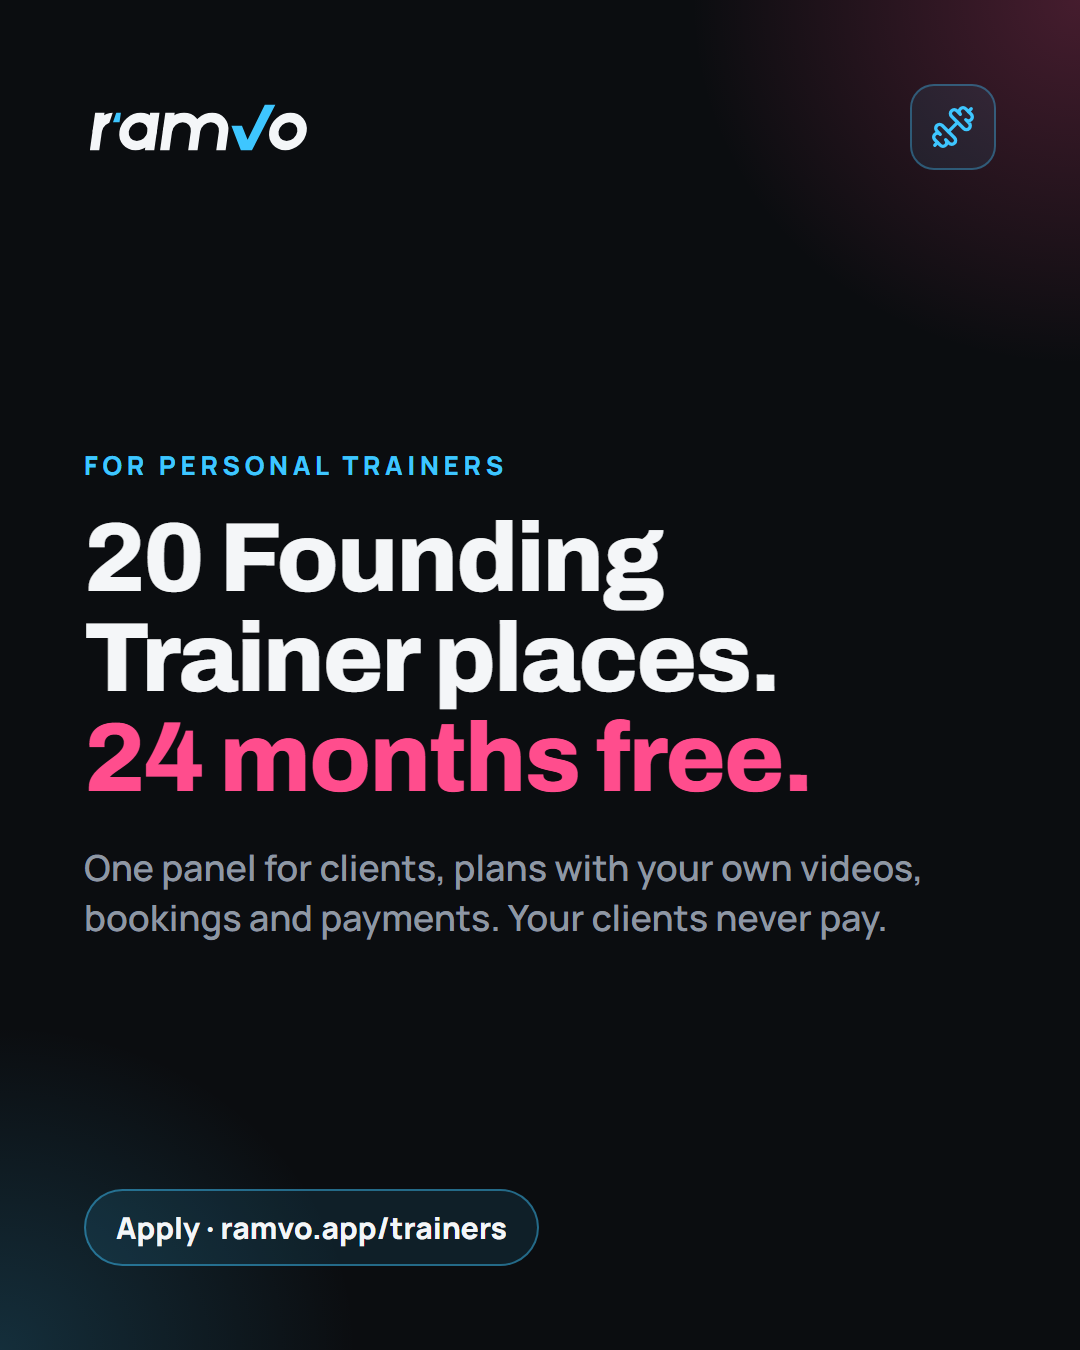 ramvo
FOR PERSONAL TRAINERS
20 Founding
Trainer places.
24 months free.
One panel for clients, plans with your own videos,
bookings and payments. Your clients never pay.
Apply · ramvo.app/trainers